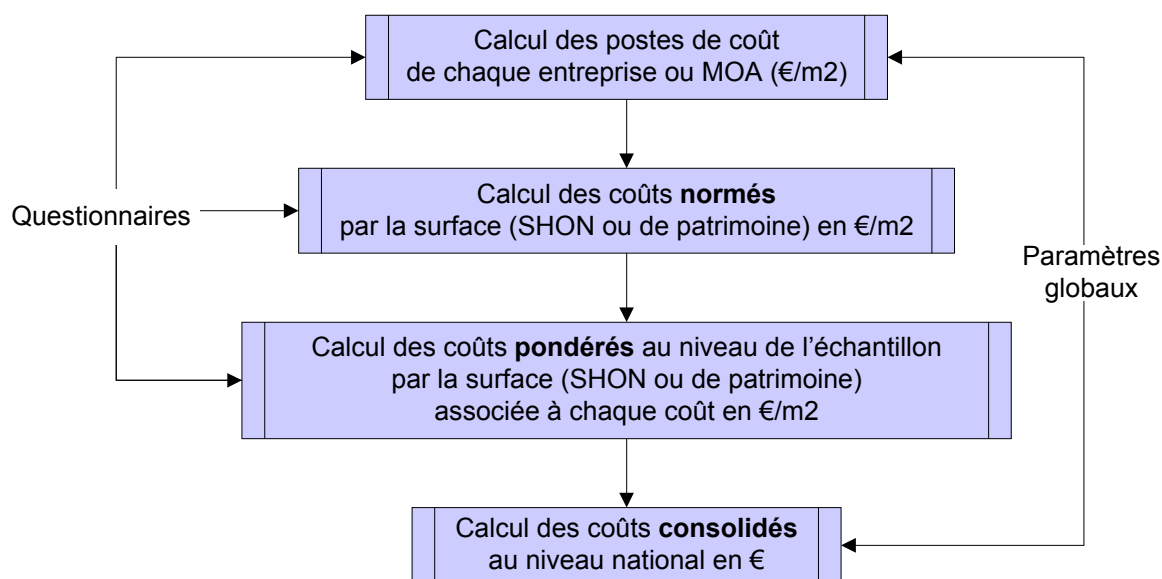 Calcul des postes de coût
de chaque entreprise ou MOA (€/m2)
Calcul des coûts normés
par la surface (SHON ou de patrimoine) en €/m2
Questionnaires
Paramètres
globaux
Calcul des coûts pondérés au niveau de l’échantillon
par la surface (SHON ou de patrimoine)
associée à chaque coût en €/m2
Calcul des coûts consolidés
au niveau national en €